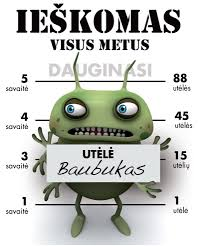 IEŠKOMAS
VISUS METUS
DAUGINASI
5 savaitė 88 utėlės
4 savaitė 45 utėlės
3 savaitė 15 utėlių
1 savaitė 1 utėlė
UTĖLĖ
Baubukas